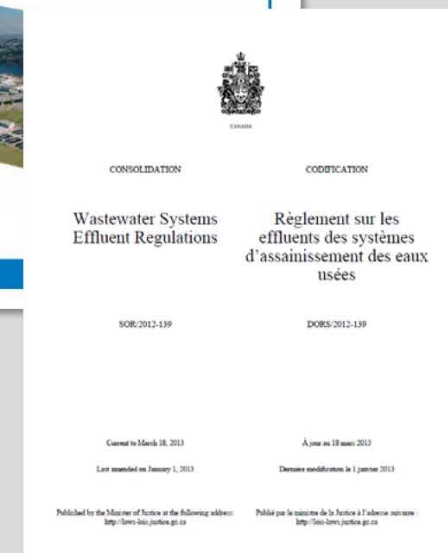 CANADA
CONSOLIDATION
Wastewater Systems
Effluent Regulations
SOR/2012-139
Current to March 18, 2013
Last amended on January 1, 2013
Published by the Minister of Justice at the following address:
http://laws-lois.justice.gc.ca
CODIFICATION
Règlement sur les
effluents des systèmes
d'assainissement des eaux
usées
DORS/2012-139
À jour au 18 mars 2013
Dernière modification le 1 janvier 2013
Publié par le ministre de la Justice à l'adresse suivante :
http://lois-laws.justice.gc.ca